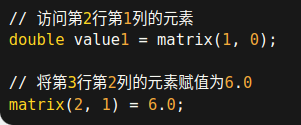 // 访问第2行第1列的元素
double value1 = matrix(1, 0);
// 将第3行第2列的元素赋值为6.0
matrix(2, 1) = 6.0;